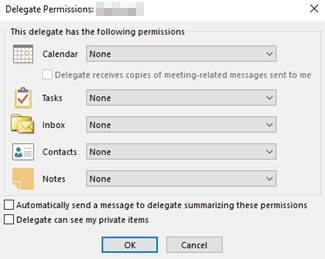 Delegate Permissions:
This delegate has the following permissions
Calendar None
Delegate receives copies of meeting-related messages sent to me
Tasks None
Inbox None
Contacts None
Notes None
Automatically send a message to delegate summarizing these permissions
Delegate can see my private items
OK Cancel